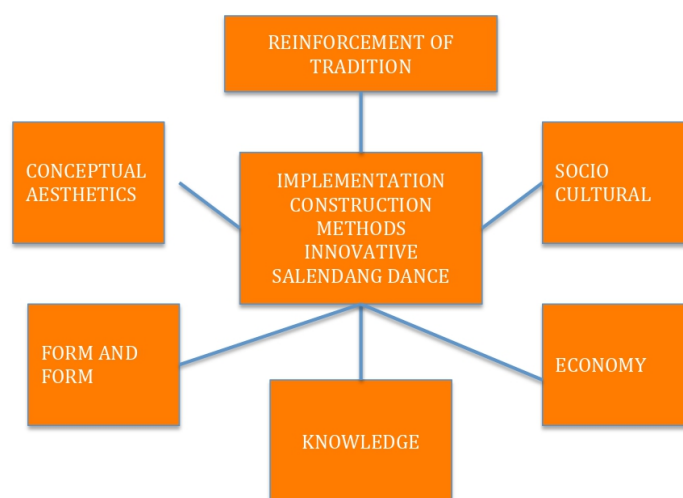 REINFORCEMENT OF
TRADITION
CONCEPTUAL
AESTHETICS
IMPLEMENTATION
CONSTRUCTION
METHODS
INNOVATIVE
SALENDANG DANCE
SOCIO
CULTURAL
FORM AND
FORM
KNOWLEDGE
ECONOMY